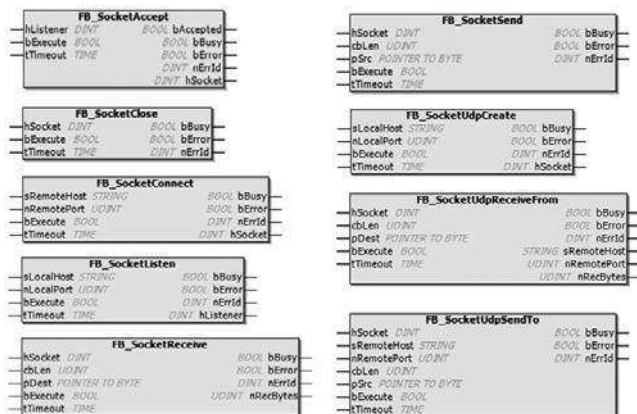 FB_SocketAccept
hListener DINT BOOL bAccepted
bExecute BOOL BOOL bBusy
tTimeout TIME BOOL bError
DINT nErrId
DINT hSocket
FB_SocketClose
hSocket DINT BOOL bBusy
bExecute BOOL BOOL bError
tTimeout TIME DINT nErrId
FB_SocketConnect
sRemoteHost STRING BOOL bBusy
nRemotePort UDINT BOOL bError
bExecute BOOL DINT nErrId
tTimeout TIME DINT hSocket
FB_SocketListen
sLocalHost STRING BOOL bBusy
nLocalPort UDINT BOOL bError
bExecute BOOL DINT nErrId
tTimeout TIME DINT hListener
FB_SocketReceive
hSocket DINT BOOL bBusy
cbLen UDINT BOOL bError
pDest POINTER TO BYTE DINT nErrId
bExecute BOOL UDINT nRecBytes
tTimeout TIME
FB_SocketSend
hSocket DINT BOOL bBusy
cbLen UDINT BOOL bError
pSrc POINTER TO BYTE DINT nErrId
bExecute BOOL
tTimeout TIME
FB_SocketUdpCreate
sLocalHost STRING BOOL bBusy
nLocalPort UDINT BOOL bError
bExecute BOOL DINT nErrId
tTimeout TIME DINT hSocket
FB_SocketUdpReceiveFrom
hSocket DINT BOOL bBusy
cbLen UDINT BOOL bError
pDest POINTER TO BYTE DINT nErrId
bExecute BOOL STRING sRemoteHost
tTimeout TIME UDINT nRemotePort
UDINT nRecBytes
FB_SocketUdpSendTo
hSocket DINT BOOL bBusy
sRemoteHost STRING BOOL bError
nRemotePort UDINT DINT nErrId
cbLen UDINT
pSrc POINTER TO BYTE
bExecute BOOL
tTimeout TIME